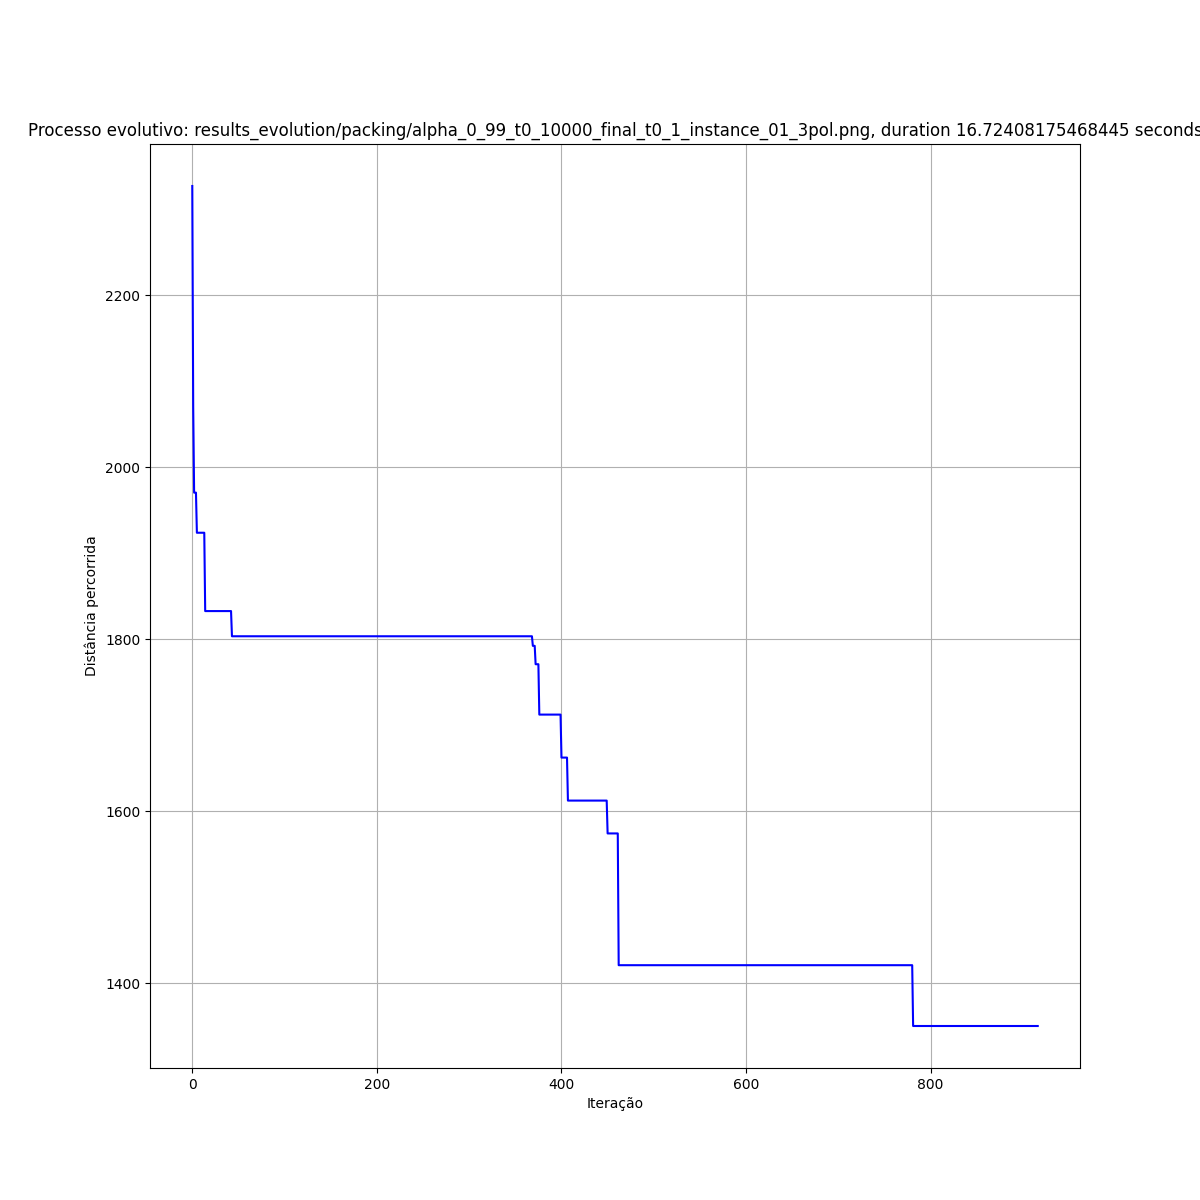 Processo evolutivo: results_evolution/packing/alpha_0_99_t0_10000_final_t0_1_instance_01_3pol.png, duration 16.72408175468445 seconds
2200
2000
1800
1600
1400
Distância percorrida
0 200 400 600 800
Iteração